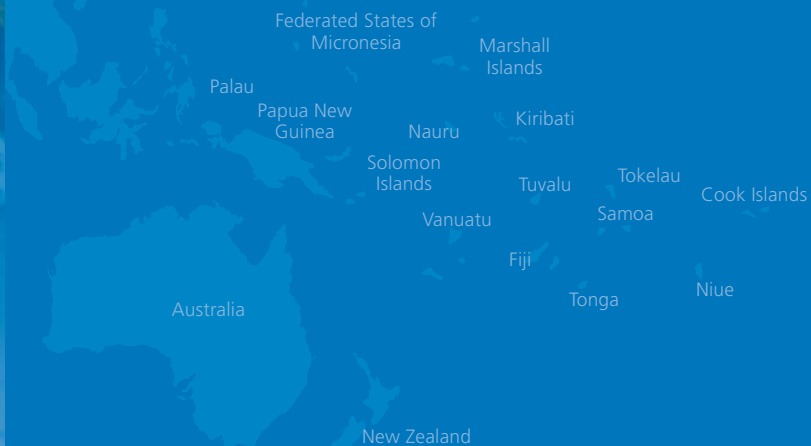 Federated States of
Micronesia
Marshall
Islands
Palau
Papua New
Guinea
Nauru
Kiribati
Solomon
Islands
Tuvalu
Tokelau
Cook Islands
Vanuatu
Samoa
Fiji
Niue
Tonga
Australia
New Zealand